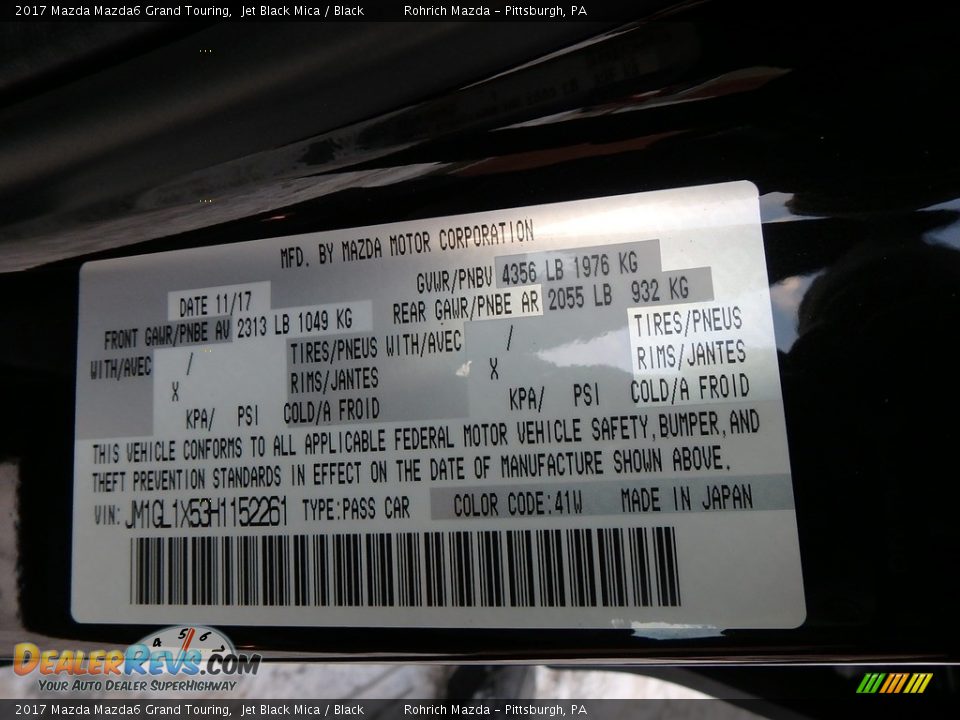 2017 Mazda Mazda6 Grand Touring, Jet Black Mica / Black Rohrich Mazda - Pittsburgh, PA
MFD. BY MAZDA MOTOR CORPORATION
DATE 11/17 GVWR/PNBV 4356 LB 1976 KG
FRONT GAWR/PNBE AV 2313 LB 1049 KG REAR GAWR/PNBE AR 2055 LB 932 KG
WITH/AVEC / TIRES/PNEUS WITH/AVEC / TIRES/PNEUS
X RIMS/JANTES X RIMS/JANTES
KPA/ PSI COLD/A FROID KPA/ PSI COLD/A FROID
THIS VEHICLE CONFORMS TO ALL APPLICABLE FEDERAL MOTOR VEHICLE SAFETY,BUMPER,AND
THEFT PREVENTION STANDARDS IN EFFECT ON THE DATE OF MANUFACTURE SHOWN ABOVE.
VIN: JM1GL1X53H1152261 TYPE:PASS CAR COLOR CODE:41W MADE IN JAPAN
4 5 6
DEALERREVS.COM
YOUR AUTO DEALER SUPERHIGHWAY
2017 Mazda Mazda6 Grand Touring, Jet Black Mica / Black Rohrich Mazda - Pittsburgh, PA